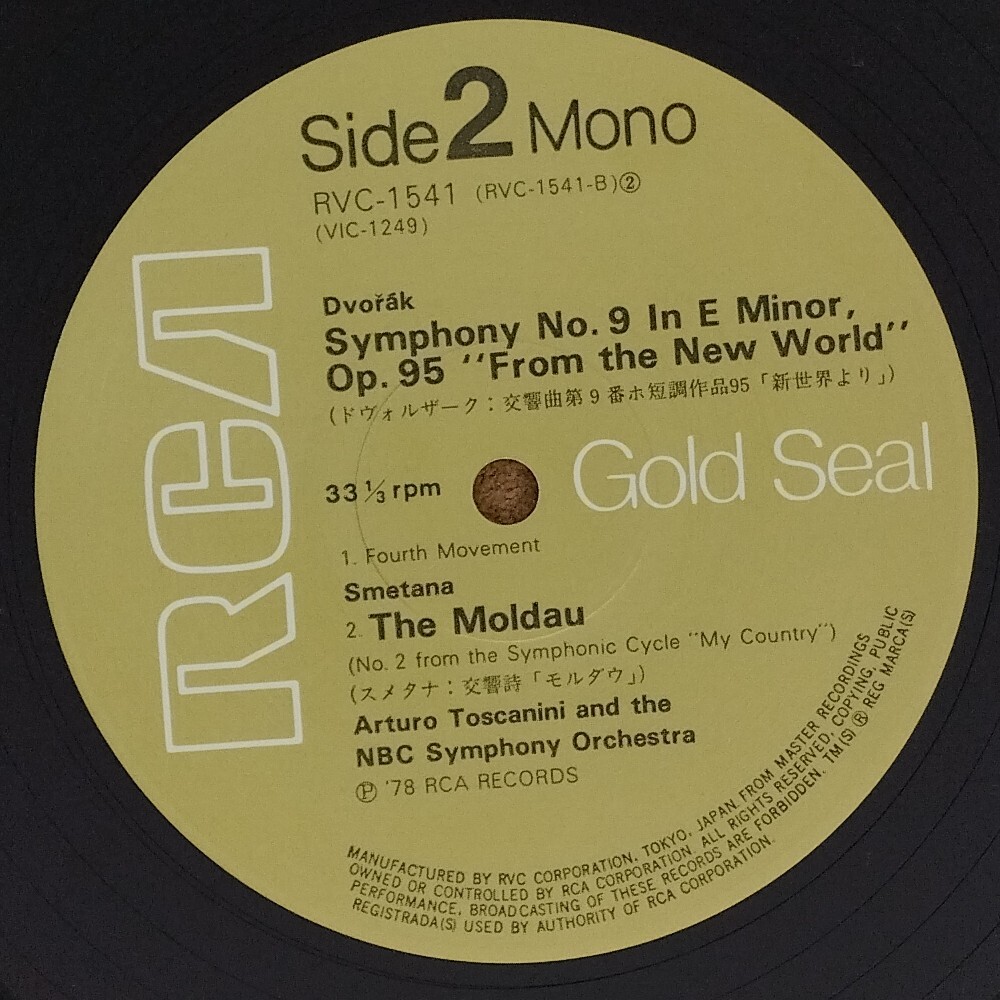 Side 2 Mono
RVC-1541 (RVC-1541-B)②
(VIC-1249)
RCA
Dvořák
Symphony No. 9 In E Minor,
Op. 95 "From the New World"
(ドヴォルザーク：交響曲第9番ホ短調作品95「新世界より」)
Gold Seal
33 ⅓ rpm
1. Fourth Movement
Smetana
2. The Moldau
(No. 2 from the Symphonic Cycle "My Country")
(スメタナ：交響詩「モルダウ」)
Arturo Toscanini and the
NBC Symphony Orchestra
Ⓟ '78 RCA RECORDS
MANUFACTURED BY RVC CORPORATION, TOKYO, JAPAN FROM MASTER RECORDINGS
OWNED OR CONTROLLED BY RCA CORPORATION. ALL RIGHTS RESERVED, COPYING, PUBLIC
PERFORMANCE, BROADCASTING OF THESE RECORDS ARE FORBIDDEN. TM(S) ® REG MARCA(S)
REGISTRADA(S) USED BY AUTHORITY OF RCA CORPORATION.